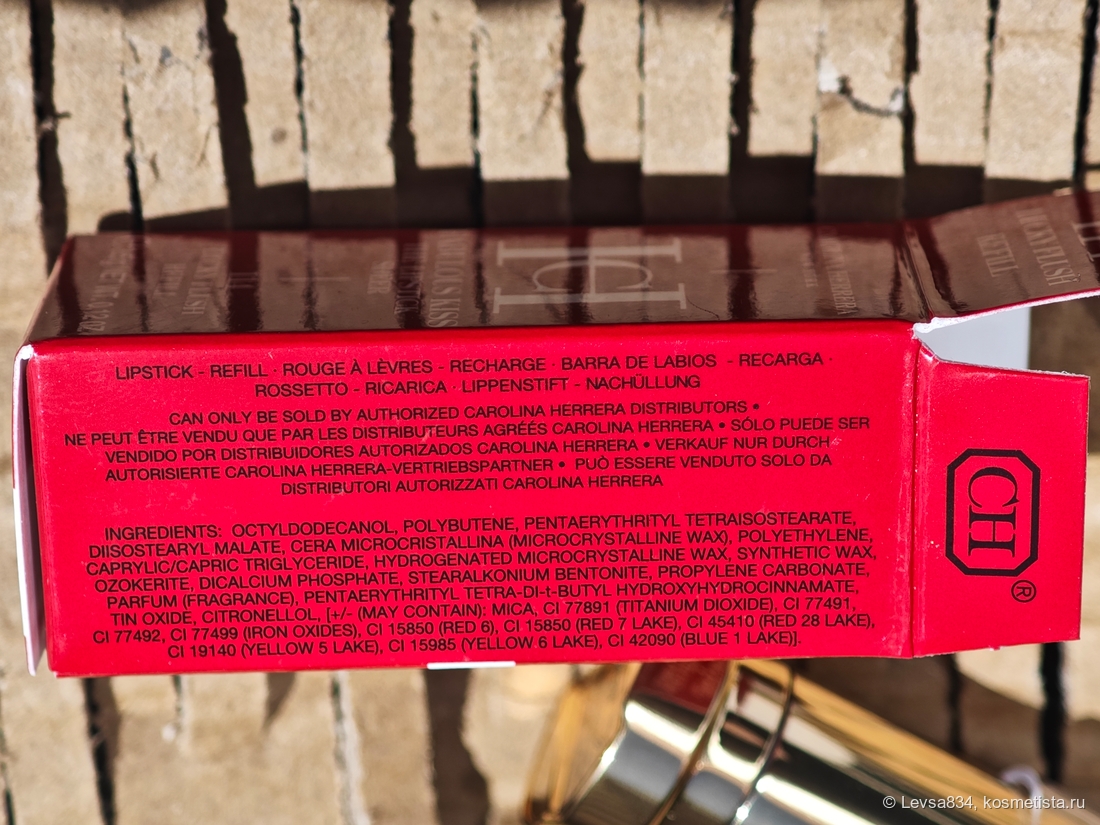 LIPSTICK - REFILL · ROUGE À LÈVRES - RECHARGE · BARRA DE LABIOS - RECARGA ·
ROSSETTO - RICARICA · LIPPENSTIFT - NACHÜLLUNG
CAN ONLY BE SOLD BY AUTHORIZED CAROLINA HERRERA DISTRIBUTORS •
NE PEUT ÊTRE VENDU QUE PAR LES DISTRIBUTEURS AGRÉÉS CAROLINA HERRERA • SÓLO PUEDE SER
VENDIDO POR DISTRIBUIDORES AUTORIZADOS CAROLINA HERRERA • VERKAUF NUR DURCH
AUTORISIERTE CAROLINA HERRERA-VERTRIEBSPARTNER • PUÒ ESSERE VENDUTO SOLO DA
DISTRIBUTORI AUTORIZZATI CAROLINA HERRERA
INGREDIENTS: OCTYLDODECANOL, POLYBUTENE, PENTAERYTHRITYL TETRAISOSTEARATE,
DIISOSTEARYL MALATE, CERA MICROCRISTALLINA (MICROCRYSTALLINE WAX), POLYETHYLENE,
CAPRYLIC/CAPRIC TRIGLYCERIDE, HYDROGENATED MICROCRYSTALLINE WAX, SYNTHETIC WAX,
OZOKERITE, DICALCIUM PHOSPHATE, STEARALKONIUM BENTONITE, PROPYLENE CARBONATE,
PARFUM (FRAGRANCE), PENTAERYTHRITYL TETRA-DI-t-BUTYL HYDROXYHYDROCINNAMATE,
TIN OXIDE, CITRONELLOL, [+/- (MAY CONTAIN): MICA, CI 77891 (TITANIUM DIOXIDE), CI 77491,
CI 77492, CI 77499 (IRON OXIDES), CI 15850 (RED 6), CI 15850 (RED 7 LAKE), CI 45410 (RED 28 LAKE),
CI 19140 (YELLOW 5 LAKE), CI 15985 (YELLOW 6 LAKE), CI 42090 (BLUE 1 LAKE)].
CH
®
© Levsa834, kosmetista.ru